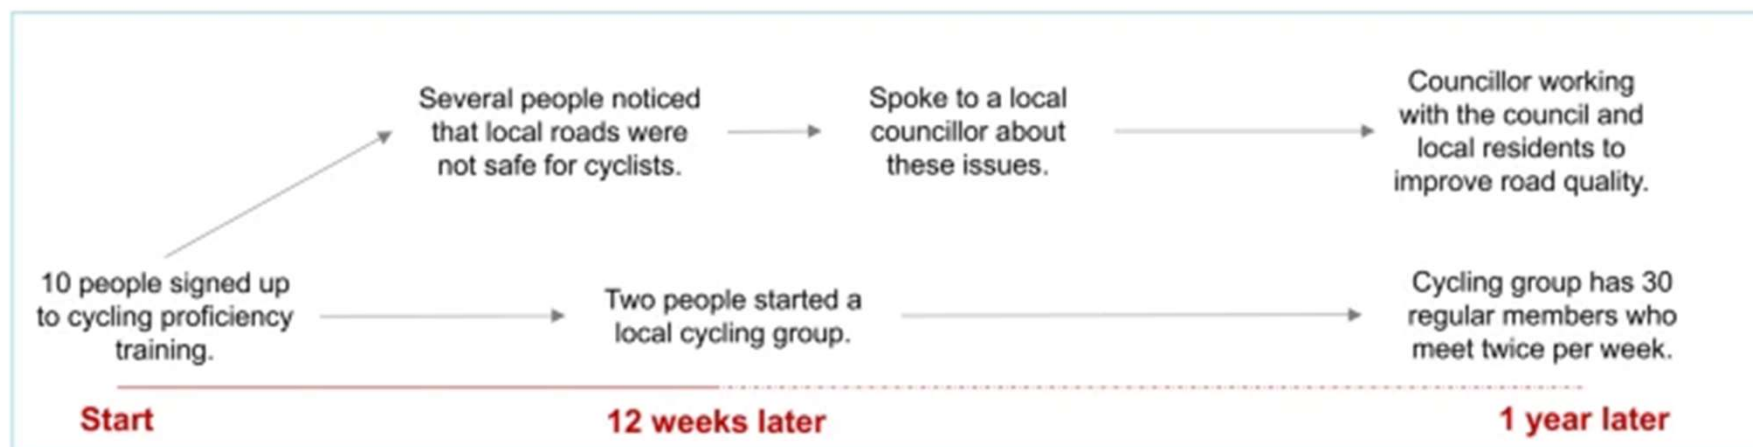 Several people noticed
that local roads were
not safe for cyclists.
Spoke to a local
councillor about
these issues.
Councillor working
with the council and
local residents to
improve road quality.
10 people signed up
to cycling proficiency
training.
Two people started a
local cycling group.
Cycling group has 30
regular members who
meet twice per week.
Start
12 weeks later
1 year later